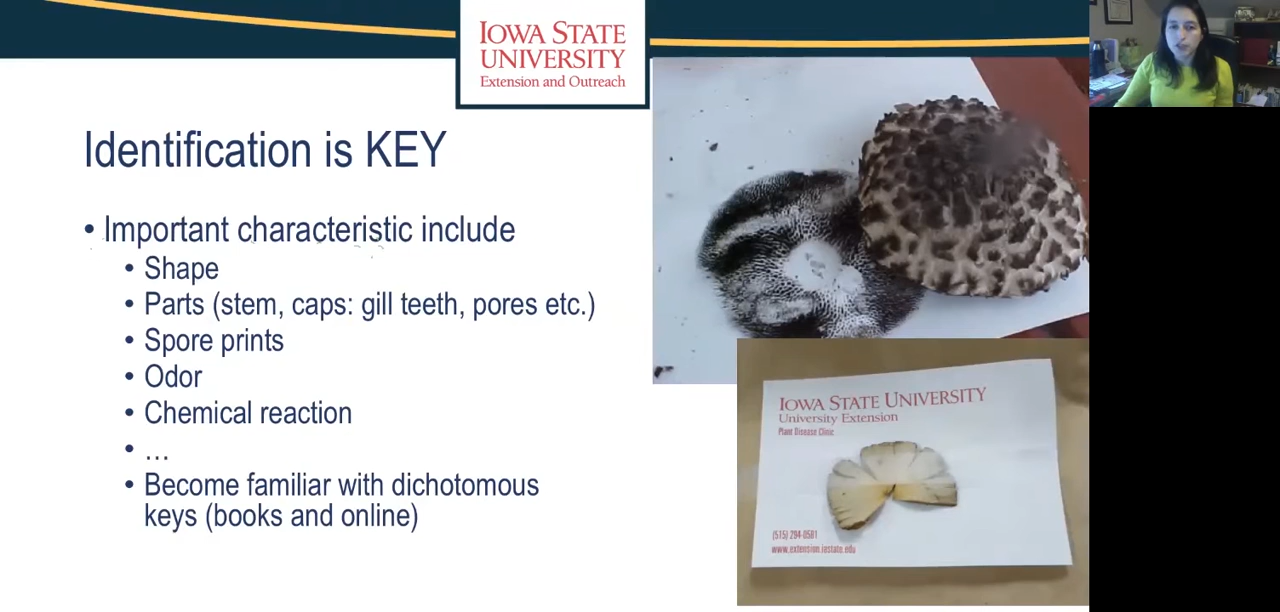 IOWA STATE
UNIVERSITY
Extension and Outreach
Identification is KEY
• Important characteristic include
• Shape
• Parts (stem, caps: gill teeth, pores etc.)
• Spore prints
• Odor
• Chemical reaction
• ...
• Become familiar with dichotomous
keys (books and online)
IOWA STATE UNIVERSITY
University Extension
Plant Disease Clinic
(515) 294-0581
www.extension.iastate.edu